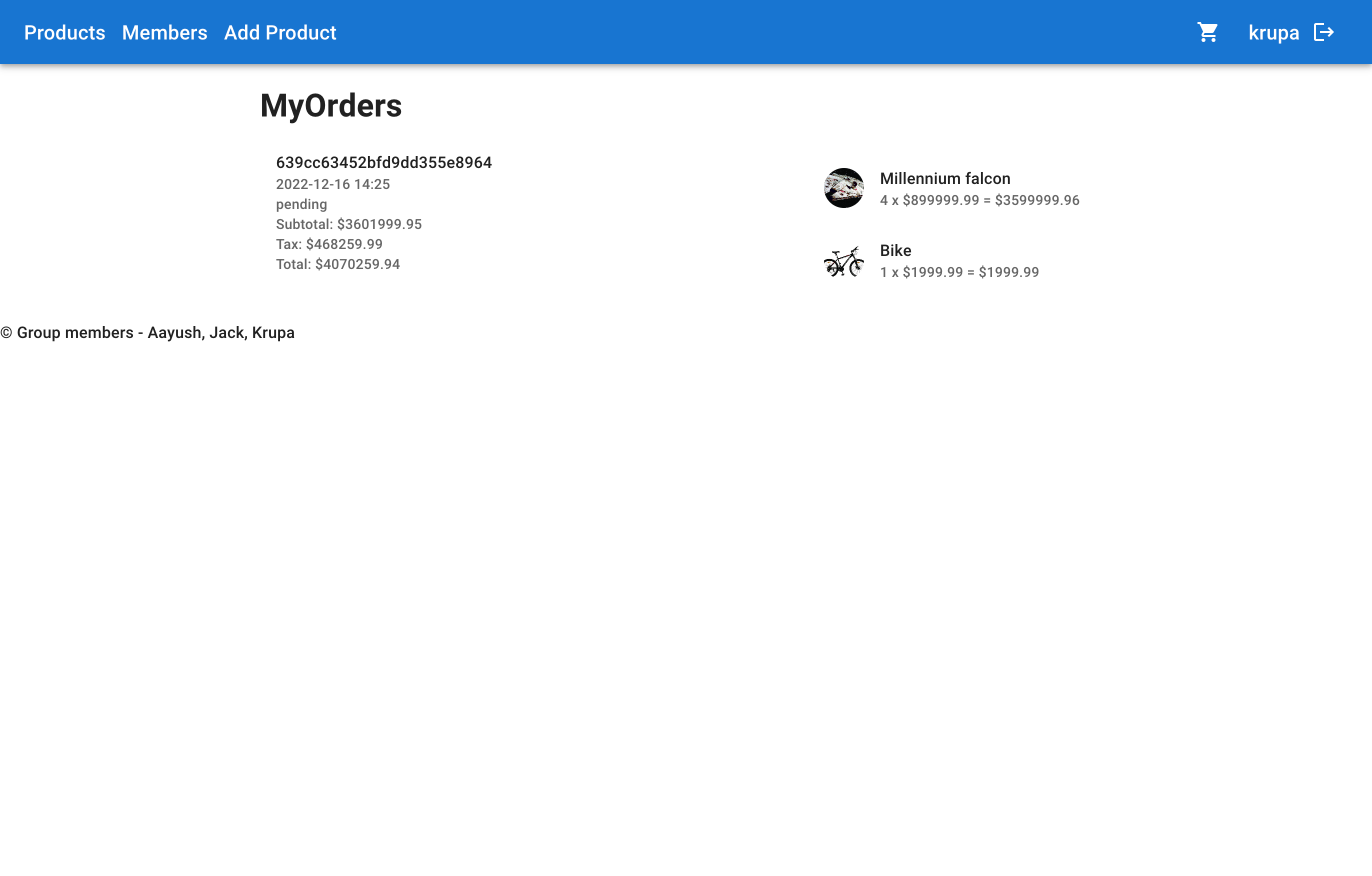 Products Members Add Product krupa
MyOrders
639cc63452bfd9dd355e8964
2022-12-16 14:25
pending
Subtotal: $3601999.95
Tax: $468259.99
Total: $4070259.94
Millennium falcon
4 x $899999.99 = $3599999.96
Bike
1 x $1999.99 = $1999.99
© Group members - Aayush, Jack, Krupa